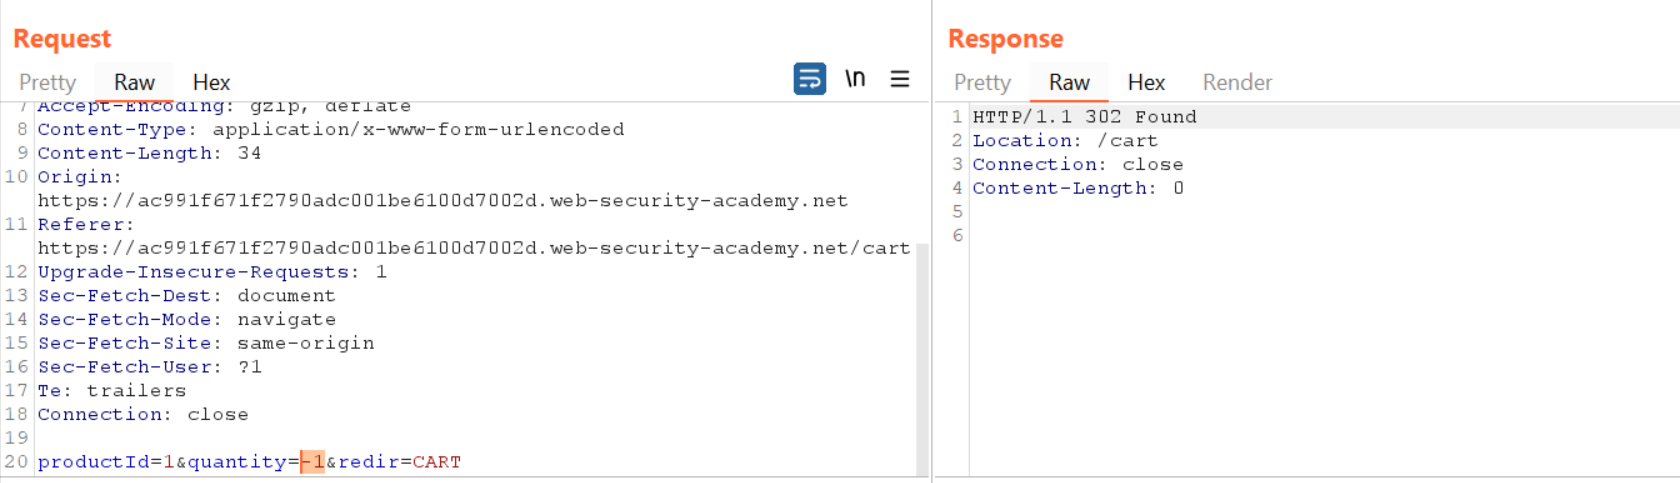 Request
Pretty Raw Hex \n
7 Accept-Encoding: gzip, deflate
8 Content-Type: application/x-www-form-urlencoded
9 Content-Length: 34
10 Origin:
https://ac991f671f2790adc001be6100d7002d.web-security-academy.net
11 Referer:
https://ac991f671f2790adc001be6100d7002d.web-security-academy.net/cart
12 Upgrade-Insecure-Requests: 1
13 Sec-Fetch-Dest: document
14 Sec-Fetch-Mode: navigate
15 Sec-Fetch-Site: same-origin
16 Sec-Fetch-User: ?1
17 Te: trailers
18 Connection: close
19
20 productId=1&quantity=-1&redir=CART
Response
Pretty Raw Hex Render
1 HTTP/1.1 302 Found
2 Location: /cart
3 Connection: close
4 Content-Length: 0
5
6